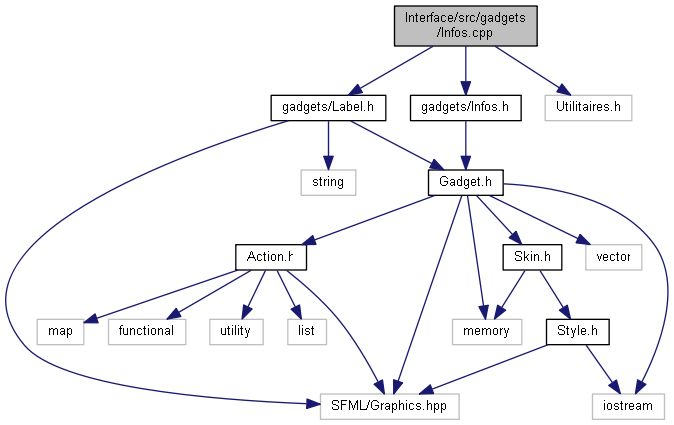 Interface/src/gadgets
/Infos.cpp
gadgets/Label.h
gadgets/Infos.h
Utilitaires.h
string
Gadget.h
Action.h
Skin.h
vector
map
functional
utility
list
memory
Style.h
SFML/Graphics.hpp
iostream